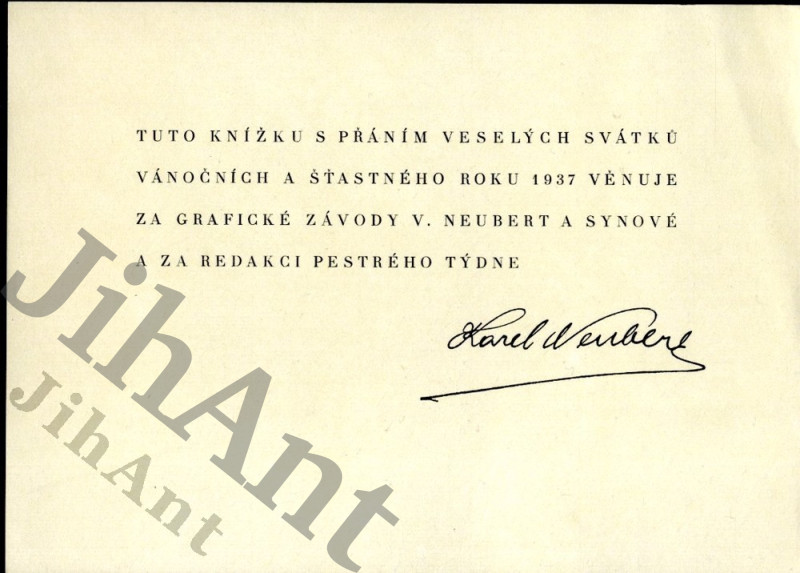 TUTO KNÍŽKU S PŘÁNÍM VESELÝCH SVÁTKŮ
VÁNOČNÍCH A ŠŤASTNÉHO ROKU 1937 VĚNUJE
ZA GRAFICKÉ ZÁVODY V. NEUBERT A SYNOVÉ
A ZA REDAKCI PESTRÉHO TÝDNE
Karel Neubert
JihAnt
JihAnt